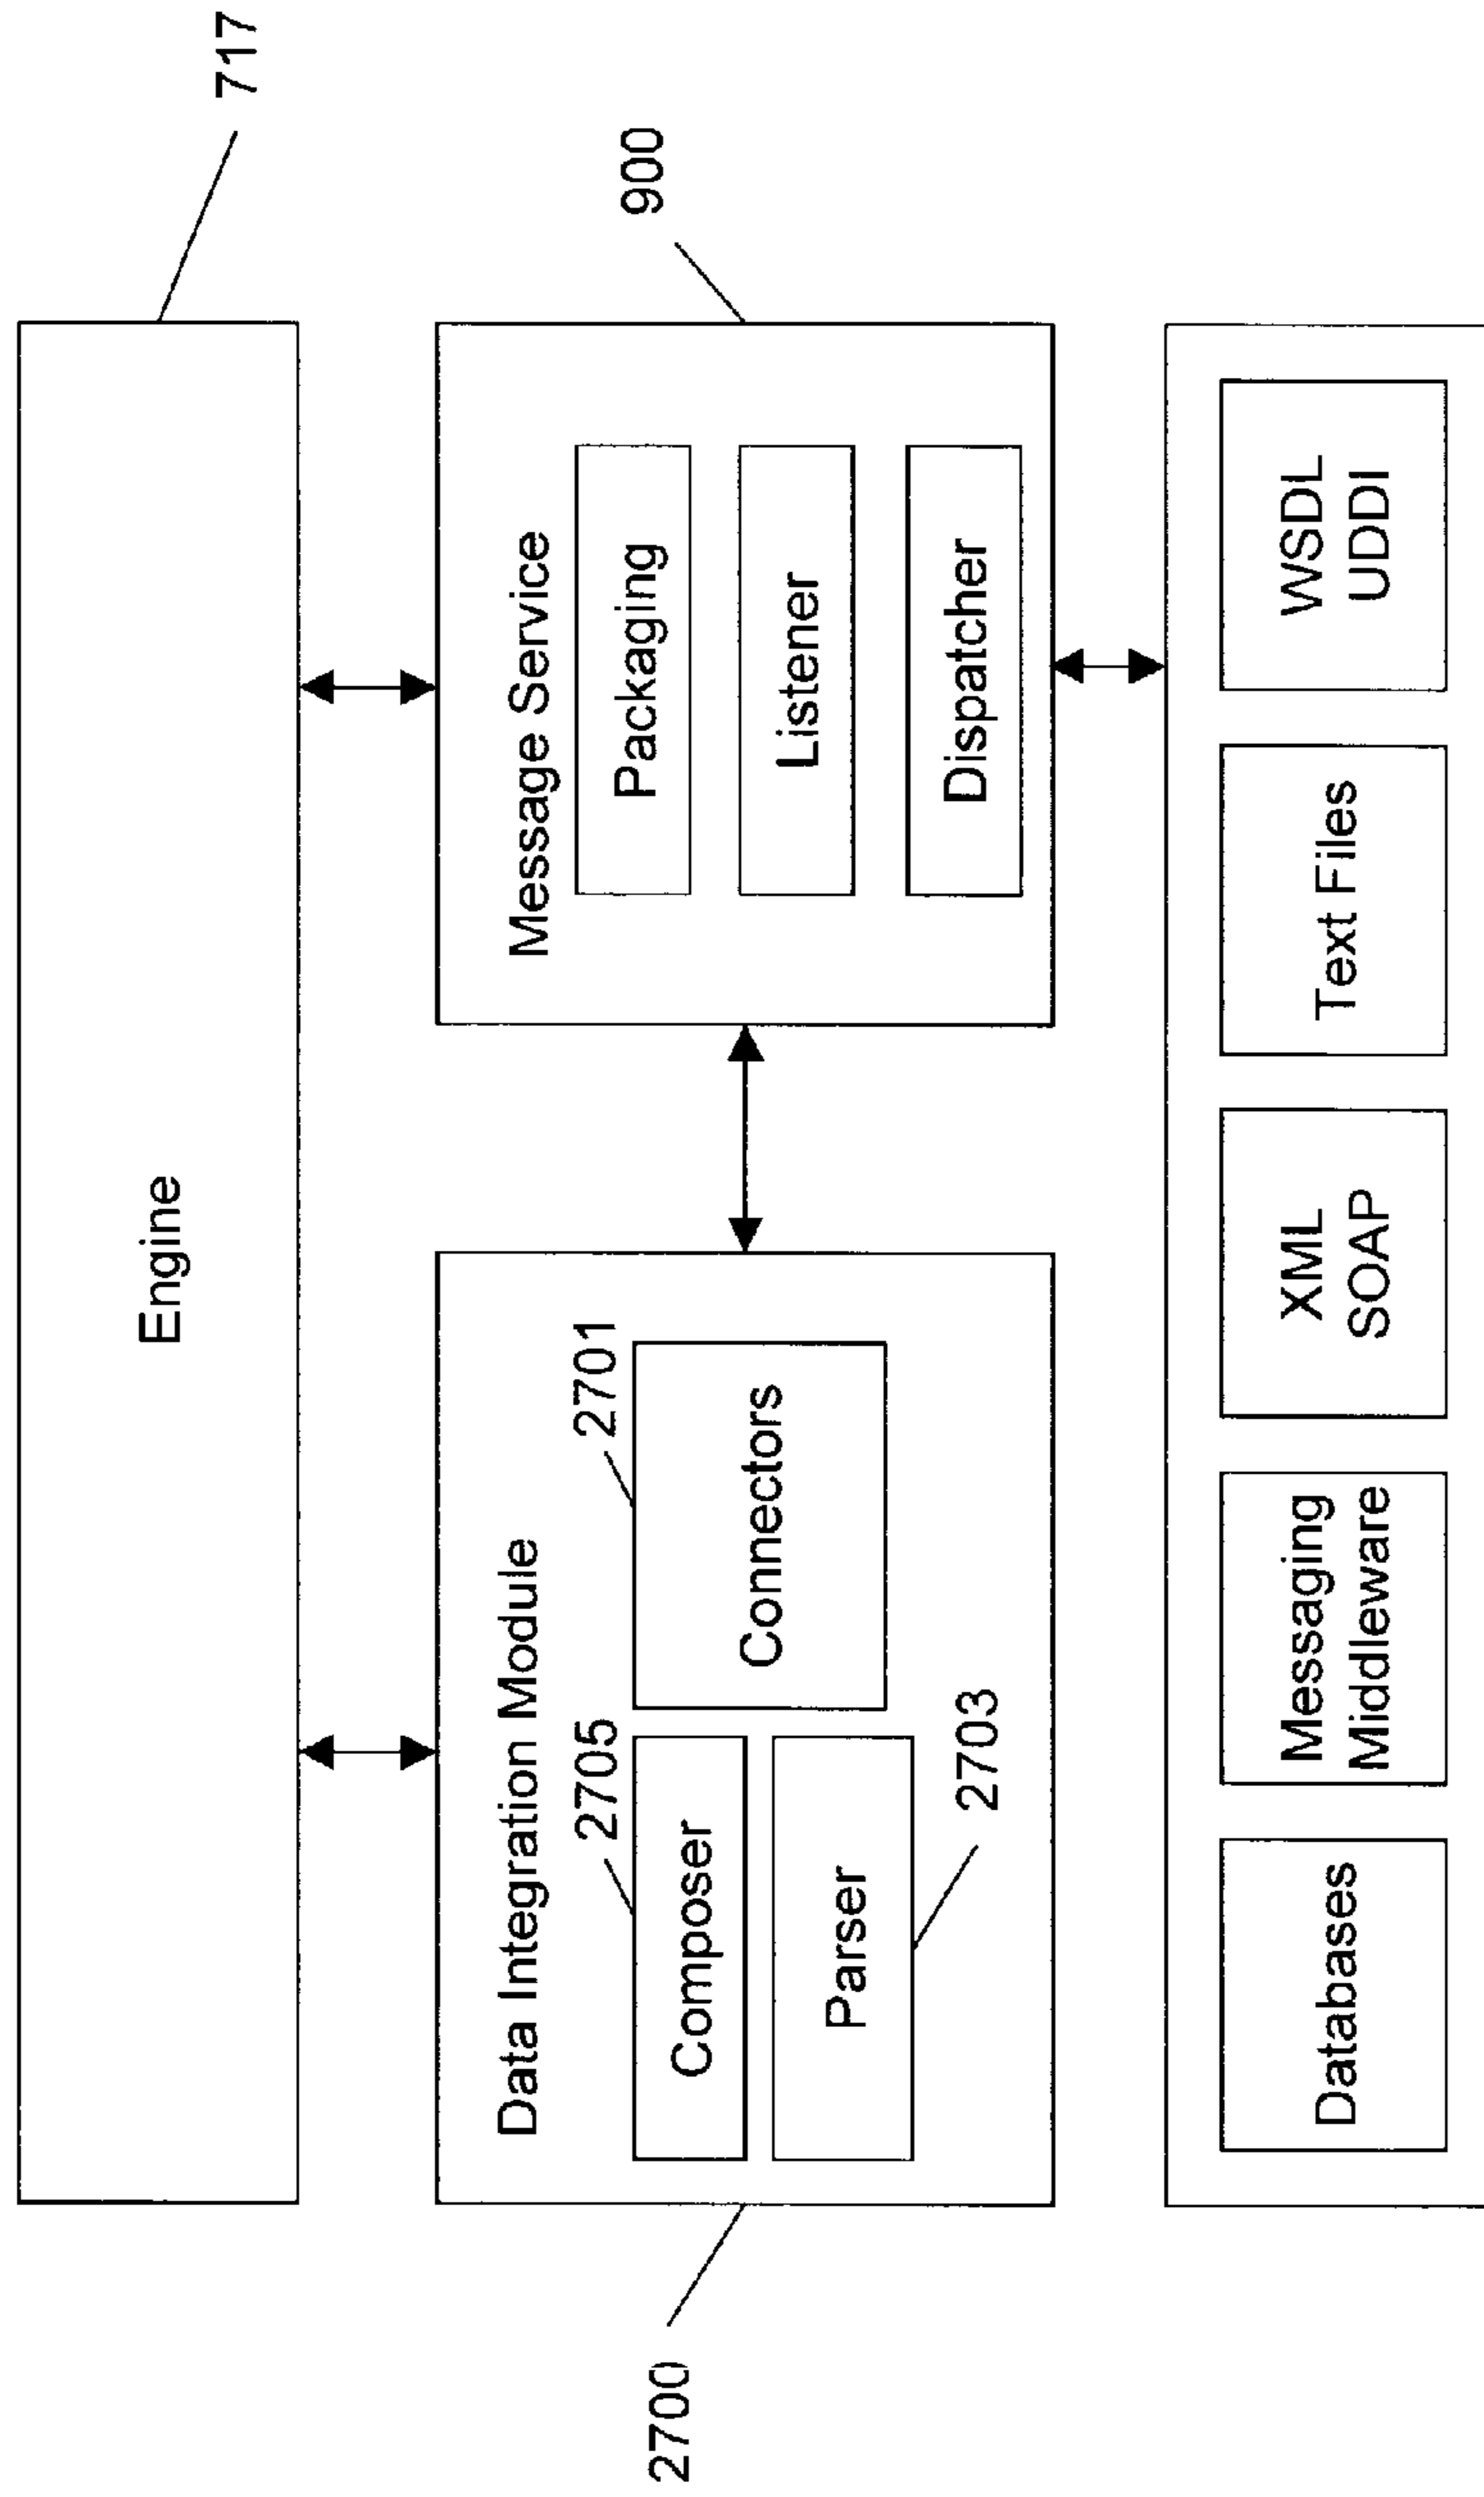 717
Engine
900
Message Service
Packaging
Listener
Dispatcher
Data Integration Module
2705
Composer
2701
Connectors
Parser
2703
2700
Databases
Messaging
Middleware
XML
SOAP
Text Files
WSDL
UDDI